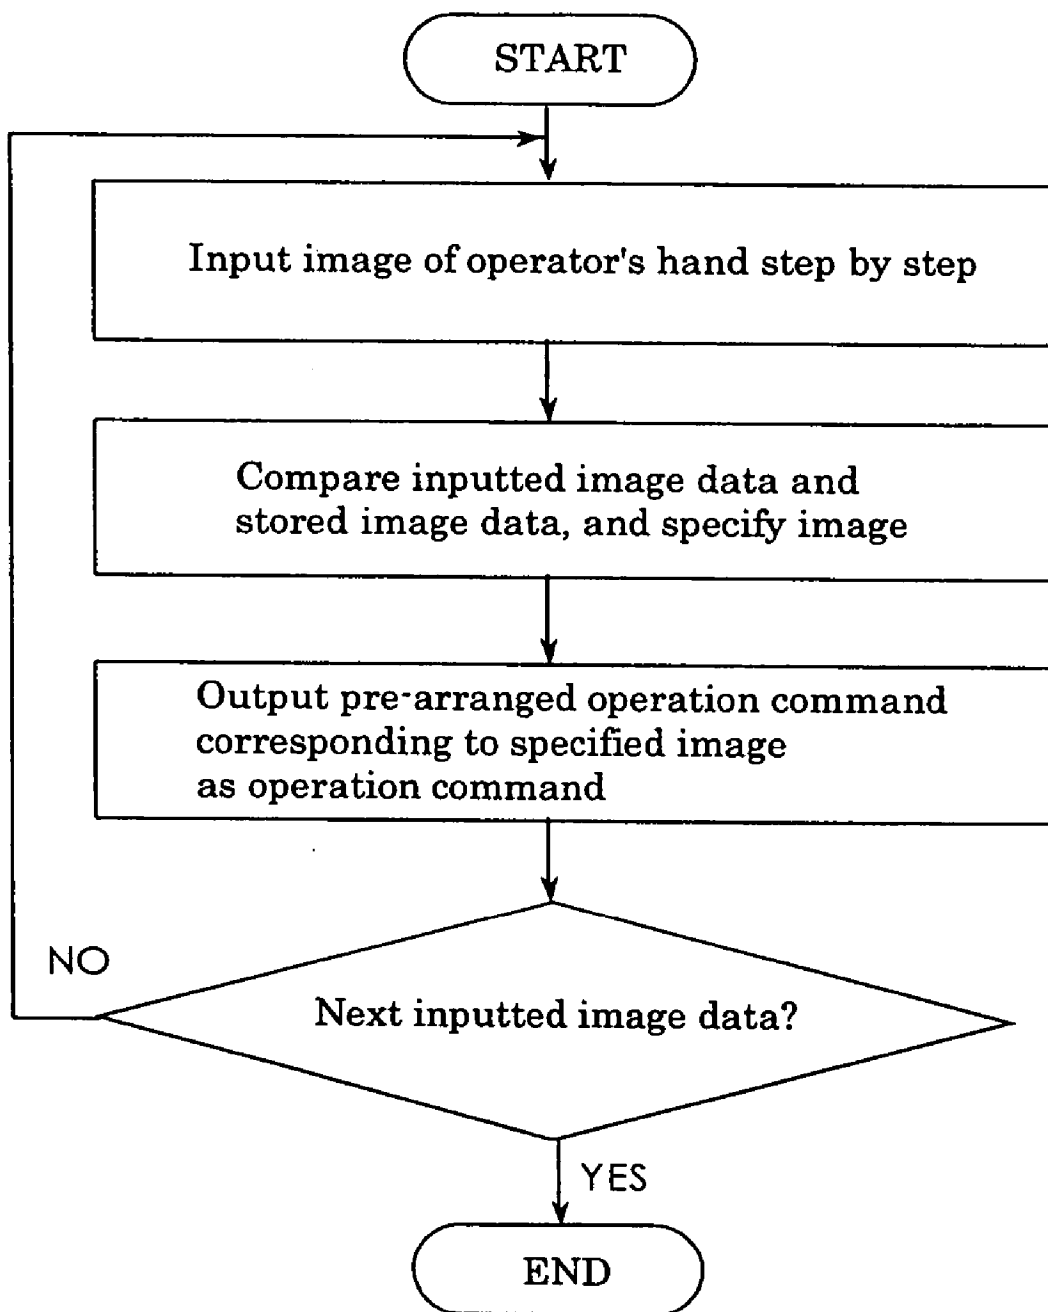 START
Input image of operator's hand step by step
Compare inputted image data and
stored image data, and specify image
Output pre-arranged operation command
corresponding to specified image
as operation command
NO
Next inputted image data?
YES
END